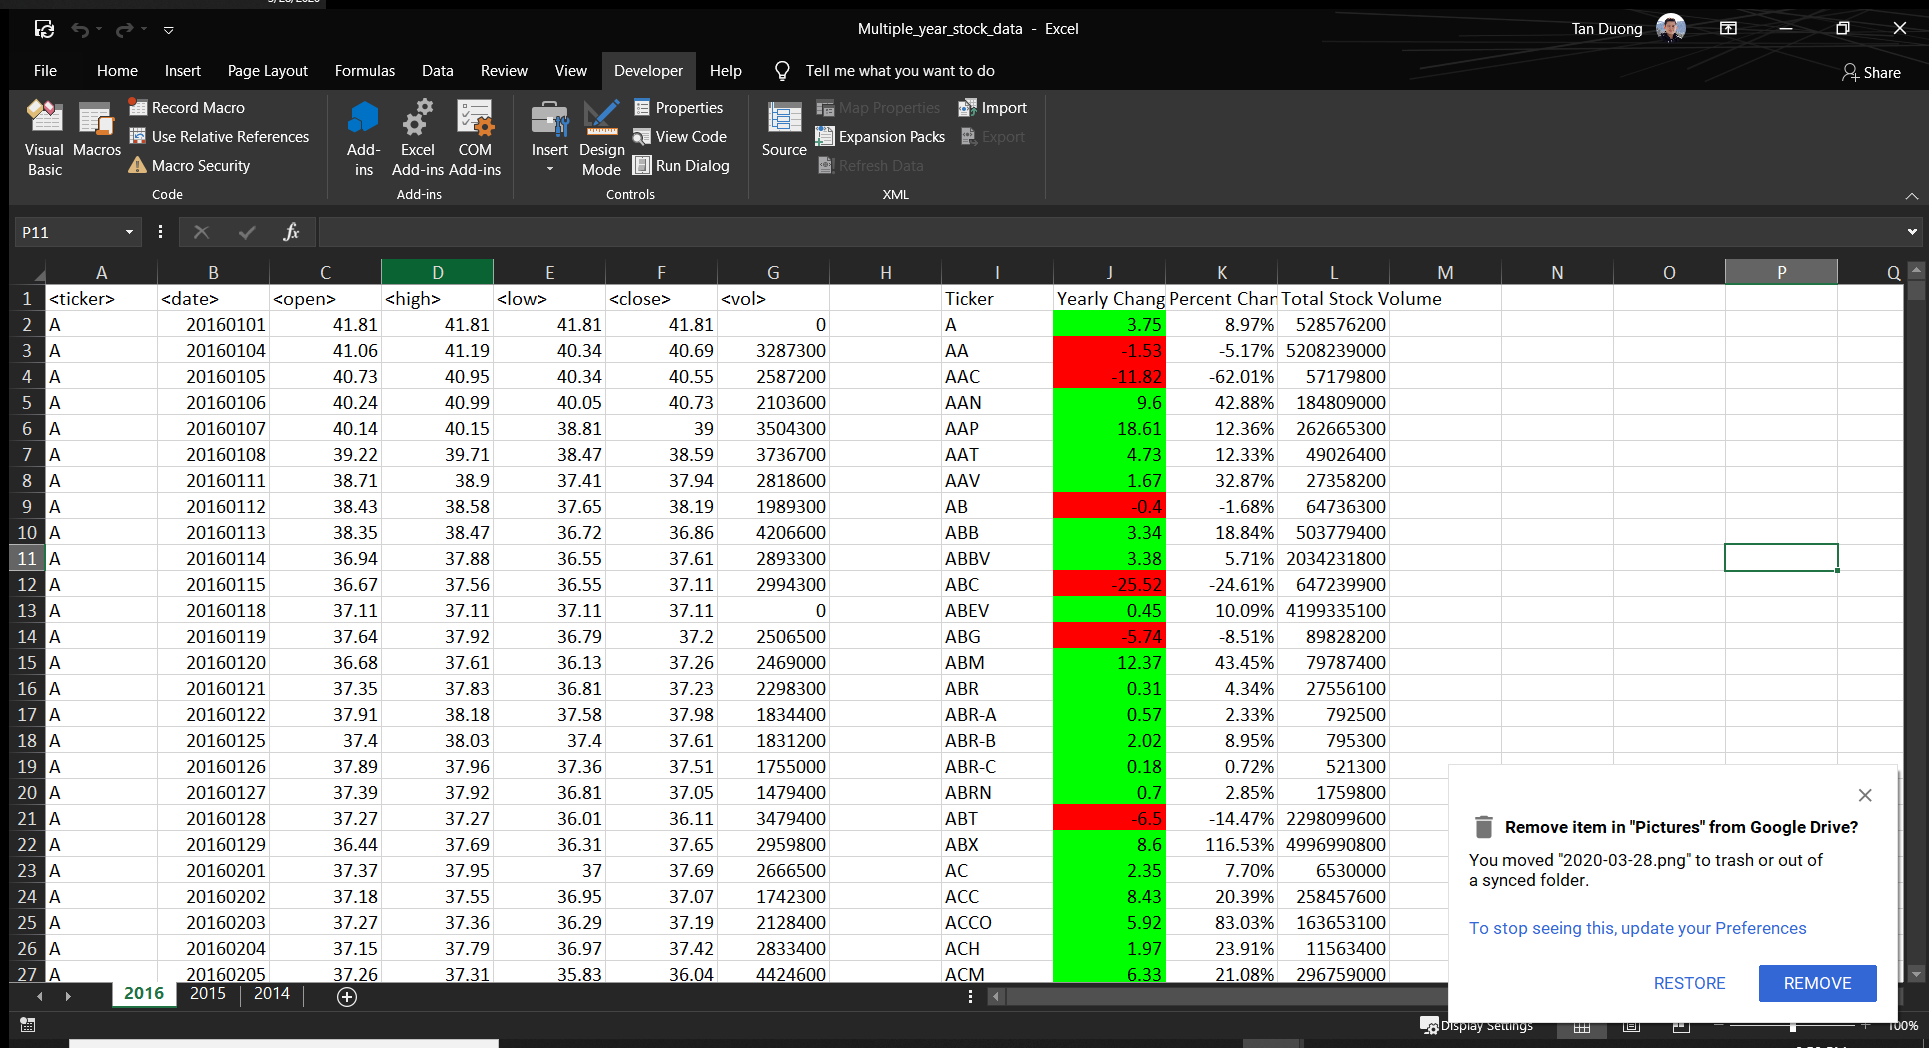 Multiple_year_stock_data - Excel
Tan Duong
File Home Insert Page Layout Formulas Data Review View Developer Help Tell me what you want to do
Share
Visual Basic
Macros
Record Macro
Use Relative References
Macro Security
Code
Add-ins
Excel Add-ins
COM Add-ins
Add-ins
Insert
Design Mode
Properties
View Code
Run Dialog
Controls
Source
Map Properties
Expansion Packs
Refresh Data
Import
Export
XML
P11
fx
A B C D E F G H I J K L M N O P Q
1 <ticker> <date> <open> <high> <low> <close> <vol> Ticker Yearly Chang Percent Char Total Stock Volume
2 A 20160101 41.81 41.81 41.81 41.81 0 A 3.75 8.97% 528576200
3 A 20160104 41.06 41.19 40.34 40.69 3287300 AA -1.53 -5.17% 5208239000
4 A 20160105 40.73 40.95 40.34 40.55 2587200 AAC -11.82 -62.01% 57179800
5 A 20160106 40.24 40.99 40.05 40.73 2103600 AAN 9.6 42.88% 184809000
6 A 20160107 40.14 40.15 38.81 39 3504300 AAP 18.61 12.36% 262665300
7 A 20160108 39.22 39.71 38.47 38.59 3736700 AAT 4.73 12.33% 49026400
8 A 20160111 38.71 38.9 37.41 37.94 2818600 AAV 1.67 32.87% 27358200
9 A 20160112 38.43 38.58 37.65 38.19 1989300 AB -0.4 -1.68% 64736300
10 A 20160113 38.35 38.47 36.72 36.86 4206600 ABB 3.34 18.84% 503779400
11 A 20160114 36.94 37.88 36.55 37.61 2893300 ABBV 3.38 5.71% 2034231800
12 A 20160115 36.67 37.56 36.55 37.11 2994300 ABC -25.52 -24.61% 647239900
13 A 20160118 37.11 37.11 37.11 37.11 0 ABEV 0.45 10.09% 4199335100
14 A 20160119 37.64 37.92 36.79 37.2 2506500 ABG -5.74 -8.51% 89828200
15 A 20160120 36.68 37.61 36.13 37.26 2469000 ABM 12.37 43.45% 79787400
16 A 20160121 37.35 37.83 36.81 37.23 2298300 ABR 0.31 4.34% 27556100
17 A 20160122 37.91 38.18 37.58 37.98 1834400 ABR-A 0.57 2.33% 792500
18 A 20160125 37.4 38.03 37.4 37.61 1831200 ABR-B 2.02 8.95% 795300
19 A 20160126 37.89 37.96 37.36 37.51 1755000 ABR-C 0.18 0.72% 521300
20 A 20160127 37.39 37.92 36.81 37.05 1479400 ABRN 0.7 2.85% 1759800
21 A 20160128 37.27 37.27 36.01 36.11 3479400 ABT -6.5 -14.47% 2298099600
22 A 20160129 36.44 37.69 36.31 37.65 2959800 ABX 8.6 116.53% 4996990800
23 A 20160201 37.37 37.95 37 37.69 2666500 AC 2.35 7.70% 6530000
24 A 20160202 37.18 37.55 36.95 37.07 1742300 ACC 8.43 20.39% 258457600
25 A 20160203 37.27 37.36 36.29 37.19 2128400 ACCO 5.92 83.03% 163653100
26 A 20160204 37.15 37.79 36.97 37.42 2833400 ACH 1.97 23.91% 11563400
27 A 20160205 37.26 37.31 35.83 36.04 4424600 ACM 6.33 21.08% 296759000
Remove item in "Pictures" from Google Drive?
You moved "2020-03-28.png" to trash or out of
a synced folder.
To stop seeing this, update your Preferences
RESTORE REMOVE
2016 2015 2014
Display Settings
100%